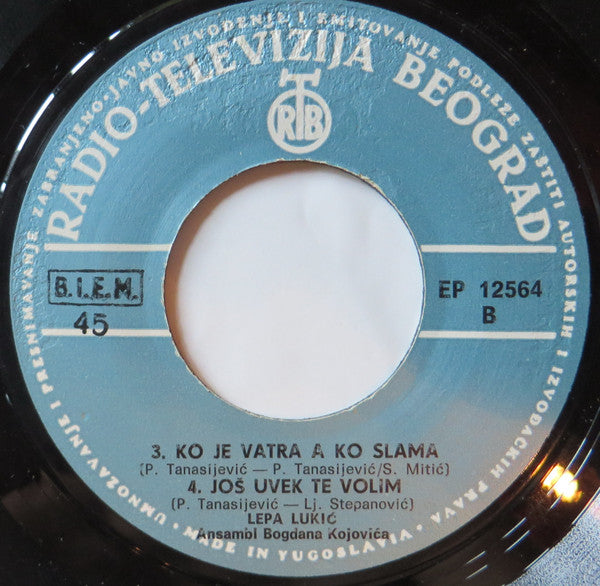 UMNOŽAVANJE I PRESNIMAVANJE ZABRANJENO·JAVNO IZVOĐENJE I EMITOVANJE PODLEŽE ZAŠTITI AUTORSKIH I IZVOĐAČKIH PRAVA
RADIO-TELEVIZIJA BEOGRAD
RTB
B.I.E.M.
45
EP 12564
B
3. KO JE VATRA A KO SLAMA
(P. Tanasijević — P. Tanasijević/S. Mitić)
4. JOŠ UVEK TE VOLIM
(P. Tanasijević — Lj. Stepanović)
LEPA LUKIĆ
Ansambl Bogdana Kojovića
· MADE IN YUGOSLAVIA ·